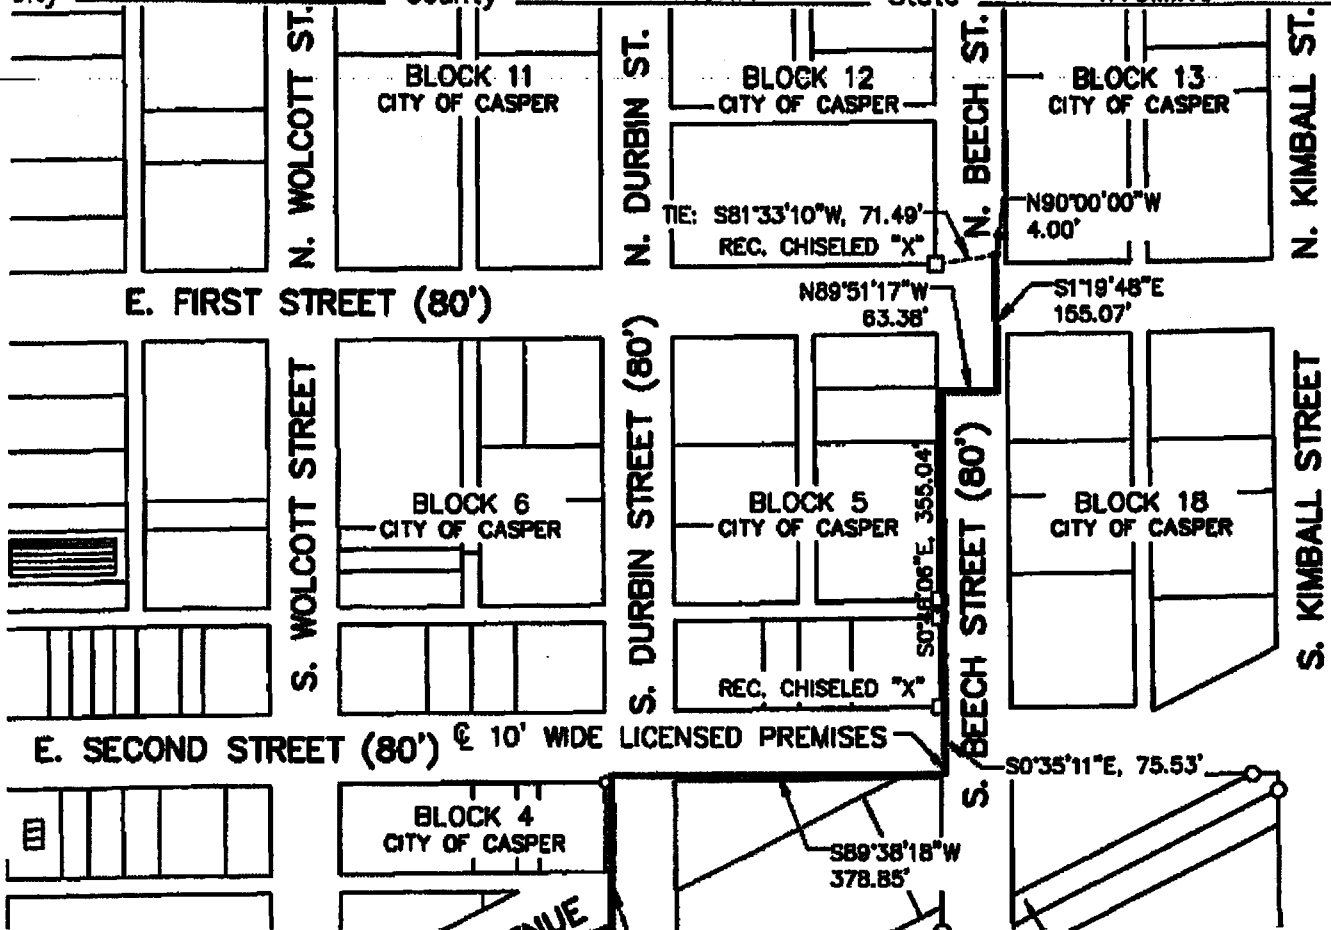 County
State
N. WOLCOTT ST.
BLOCK 11
CITY OF CASPER
N. DURBIN ST.
BLOCK 12
CITY OF CASPER
N. BEECH ST.
BLOCK 13
CITY OF CASPER
N. KIMBALL ST.
TIE: S81°33'10"W, 71.49'
REC. CHISELED "X"
N90°00'00"W
4.00'
E. FIRST STREET (80')
N89°51'17"W
63.38'
S1°19'48"E
155.07'
S. WOLCOTT STREET
BLOCK 6
CITY OF CASPER
S. DURBIN STREET (80')
BLOCK 5
CITY OF CASPER
S0°48'06"E, 355.04'
S. BEECH STREET (80')
BLOCK 18
CITY OF CASPER
S. KIMBALL STREET
REC. CHISELED "X"
E. SECOND STREET (80')
℄ 10' WIDE LICENSED PREMISES
S0°35'11"E, 75.53'
BLOCK 4
CITY OF CASPER
S89°38'18"W
378.85'